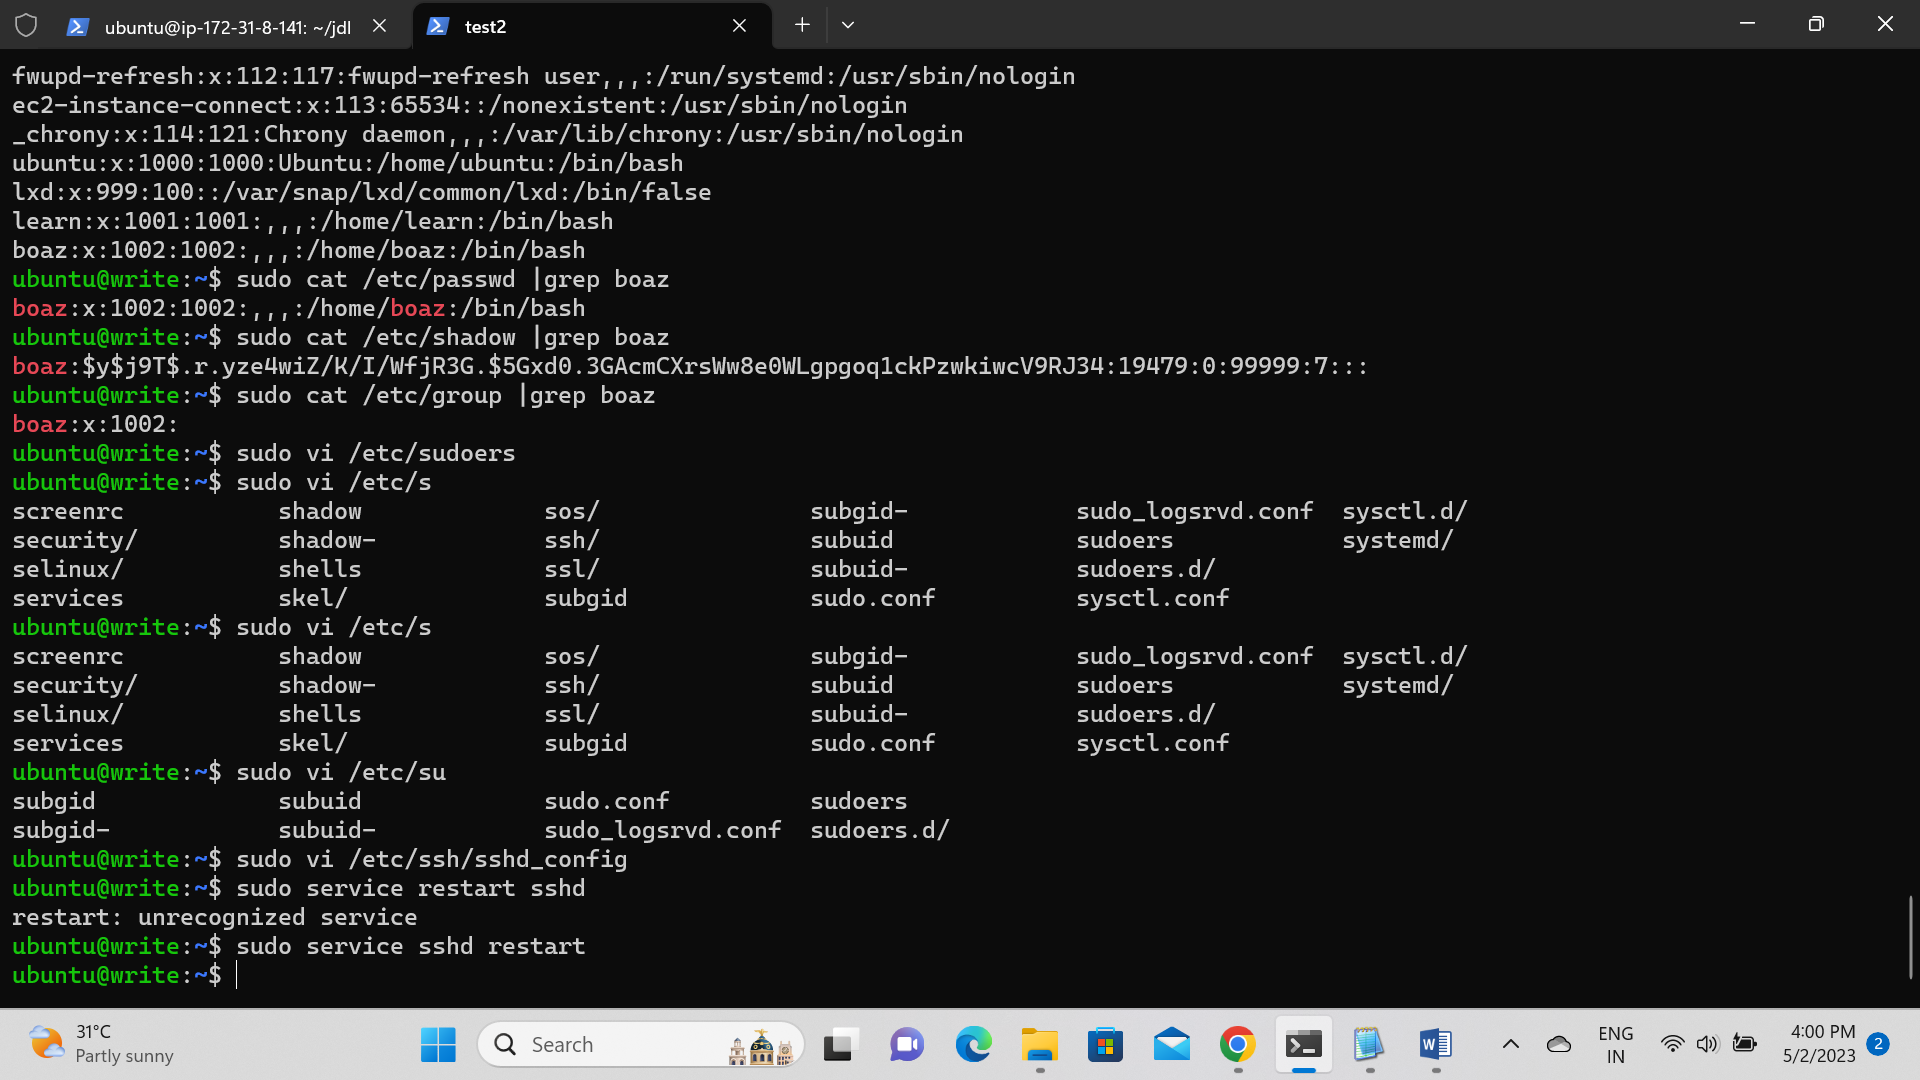 ubuntu@ip-172-31-8-141: ~/jdl
test2
fwupd-refresh:x:112:117:fwupd-refresh user,,,:/run/systemd:/usr/sbin/nologin
ec2-instance-connect:x:113:65534::/nonexistent:/usr/sbin/nologin
_chrony:x:114:121:Chrony daemon,,,:/var/lib/chrony:/usr/sbin/nologin
ubuntu:x:1000:1000:Ubuntu:/home/ubuntu:/bin/bash
lxd:x:999:100::/var/snap/lxd/common/lxd:/bin/false
learn:x:1001:1001:,,,:/home/learn:/bin/bash
boaz:x:1002:1002:,,,:/home/boaz:/bin/bash
ubuntu@write:~$ sudo cat /etc/passwd |grep boaz
boaz:x:1002:1002:,,,:/home/boaz:/bin/bash
ubuntu@write:~$ sudo cat /etc/shadow |grep boaz
boaz:$y$j9T$.r.yze4wiZ/K/I/WfjR3G.$5Gxd0.3GAcmCXrsWw8e0WLgpgoq1ckPzwkiwcV9RJ34:19479:0:99999:7:::
ubuntu@write:~$ sudo cat /etc/group |grep boaz
boaz:x:1002:
ubuntu@write:~$ sudo vi /etc/sudoers
ubuntu@write:~$ sudo vi /etc/s
screenrc shadow sos/ subgid- sudo_logsrvd.conf sysctl.d/
security/ shadow- ssh/ subuid sudoers systemd/
selinux/ shells ssl/ subuid- sudoers.d/
services skel/ subgid sudo.conf sysctl.conf
ubuntu@write:~$ sudo vi /etc/s
screenrc shadow sos/ subgid- sudo_logsrvd.conf sysctl.d/
security/ shadow- ssh/ subuid sudoers systemd/
selinux/ shells ssl/ subuid- sudoers.d/
services skel/ subgid sudo.conf sysctl.conf
ubuntu@write:~$ sudo vi /etc/su
subgid subuid sudo.conf sudoers
subgid- subuid- sudo_logsrvd.conf sudoers.d/
ubuntu@write:~$ sudo vi /etc/ssh/sshd_config
ubuntu@write:~$ sudo service restart sshd
restart: unrecognized service
ubuntu@write:~$ sudo service sshd restart
ubuntu@write:~$
31°C
Partly sunny
Search
W
ENG
IN
4:00 PM
5/2/2023
2